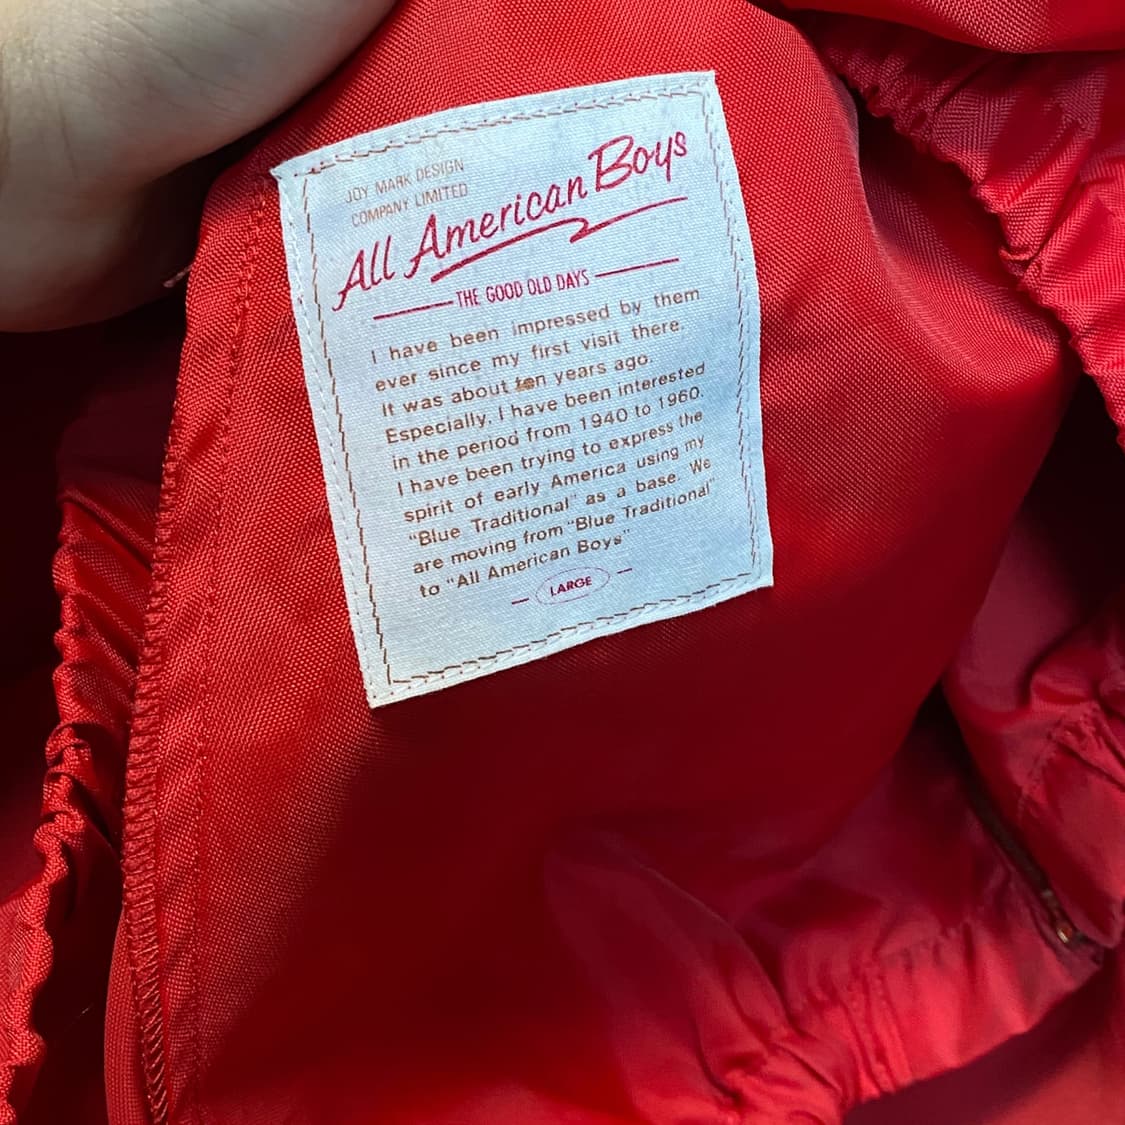 JOY MARK DESIGN
COMPANY LIMITED
All American Boys
THE GOOD OLD DAYS
I have been impressed by them
ever since my first visit there.
It was about ten years ago.
Especially, I have been interested
in the period from 1940 to 1960.
I have been trying to express the
spirit of early America using my
"Blue Traditional" as a base. We
are moving from "Blue Traditional"
to "All American Boys"
LARGE